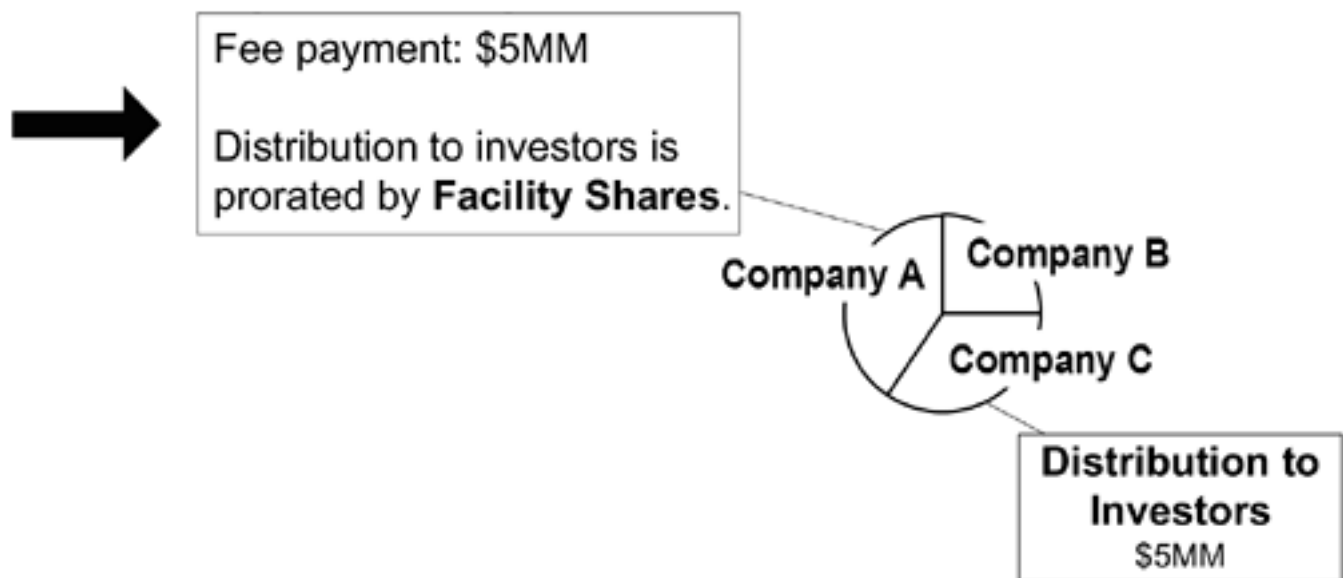 Fee payment: $5MM
Distribution to investors is
prorated by Facility Shares.
Company A
Company B
Company C
Distribution to
Investors
$5MM